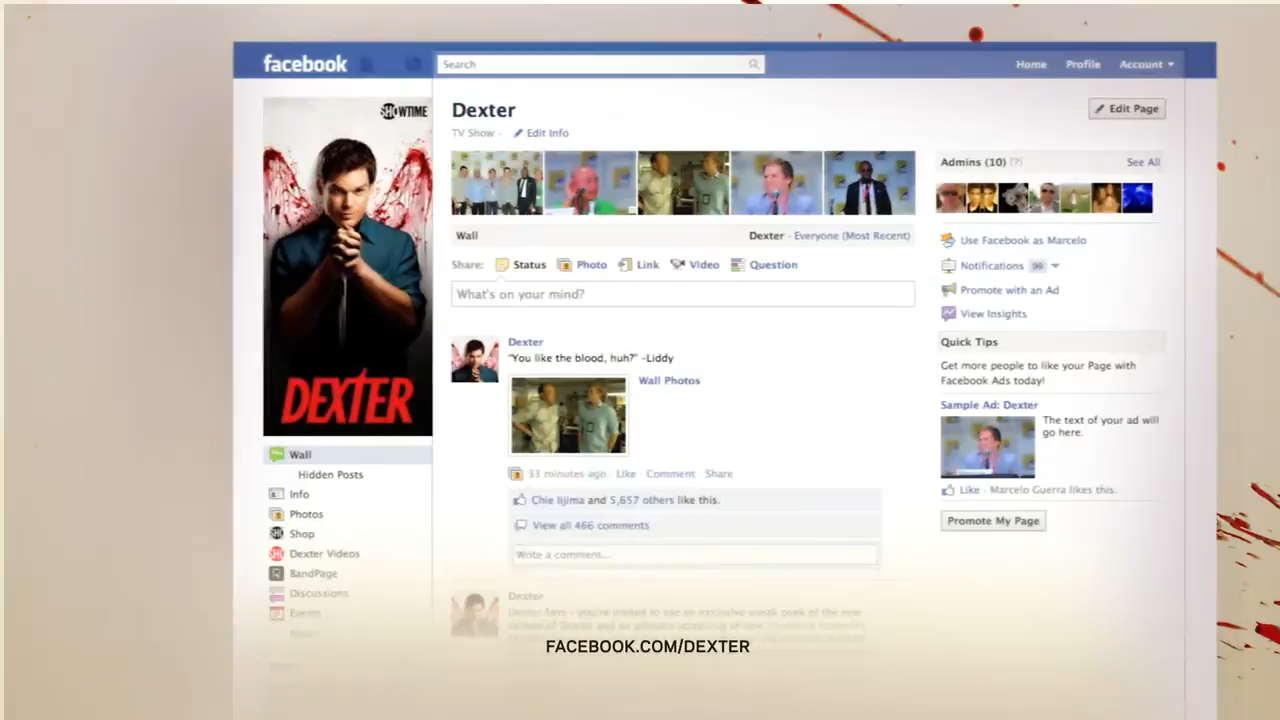 facebook
Search
Home Profile Account
SHOWTIME
DEXTER
Dexter
TV Show · Edit Info
Edit Page
Wall
Dexter · Everyone (Most Recent)
Share: Status Photo Link Video Question
What's on your mind?
Dexter
"You like the blood, huh?" -Liddy
Wall Photos
33 minutes ago · Like · Comment · Share
Chie Iijima and 5,657 others like this.
View all 466 comments
Write a comment...
Dexter
Wall
Hidden Posts
Info
Photos
Shop
Dexter Videos
BandPage
Discussions
Events
Admins (10) [?]
See All
Use Facebook as Marcelo
Notifications 99
Promote with an Ad
View Insights
Quick Tips
Get more people to like your Page with
Facebook Ads today!
Sample Ad: Dexter
The text of your ad will
go here.
Like · Marcelo Guerra likes this.
Promote My Page
FACEBOOK.COM/DEXTER